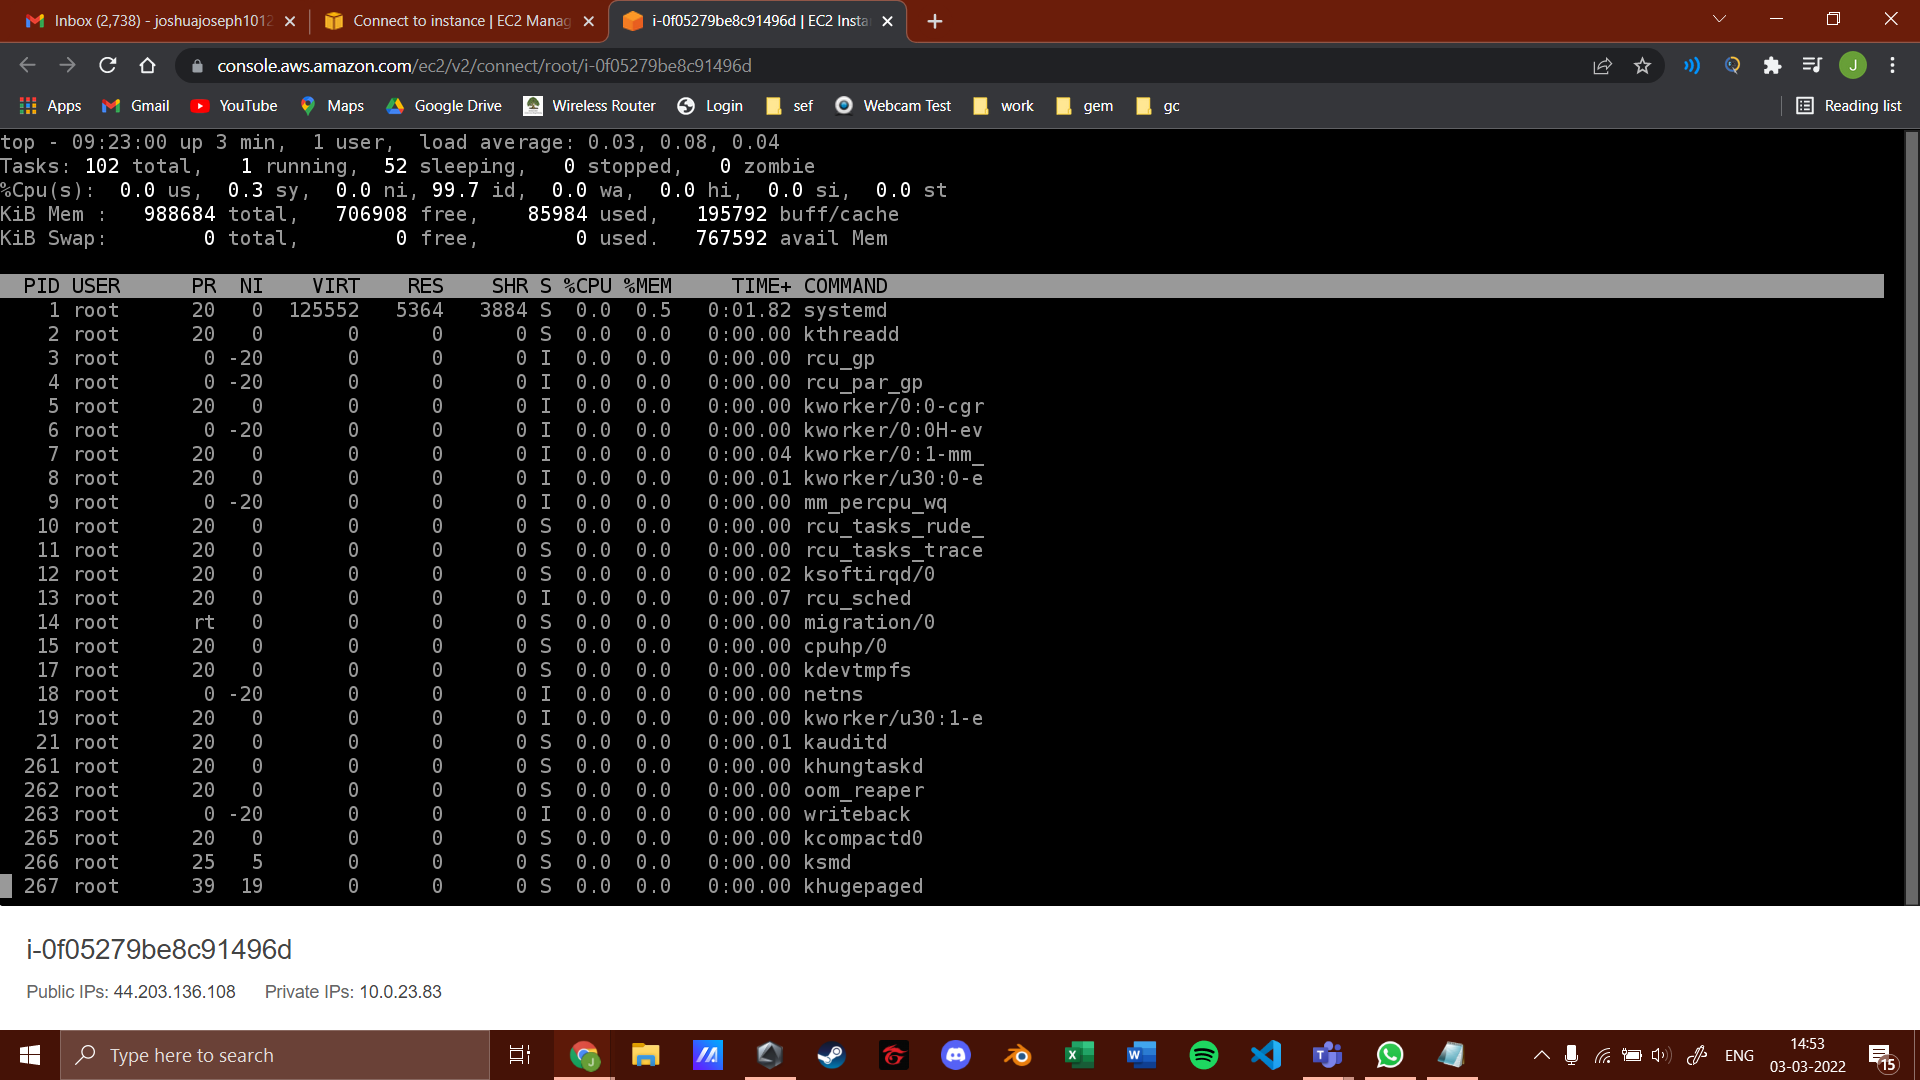 Inbox (2,738) - joshuajoseph1012
Connect to instance | EC2 Manag
i-0f05279be8c91496d | EC2 Insta
console.aws.amazon.com/ec2/v2/connect/root/i-0f05279be8c91496d
J
Apps Gmail YouTube Maps Google Drive Wireless Router Login sef Webcam Test work gem gc Reading list
top - 09:23:00 up 3 min, 1 user, load average: 0.03, 0.08, 0.04
Tasks: 102 total, 1 running, 52 sleeping, 0 stopped, 0 zombie
%Cpu(s): 0.0 us, 0.3 sy, 0.0 ni, 99.7 id, 0.0 wa, 0.0 hi, 0.0 si, 0.0 st
KiB Mem : 988684 total, 706908 free, 85984 used, 195792 buff/cache
KiB Swap: 0 total, 0 free, 0 used. 767592 avail Mem
PID USER PR NI VIRT RES SHR S %CPU %MEM TIME+ COMMAND
1 root 20 0 125552 5364 3884 S 0.0 0.5 0:01.82 systemd
2 root 20 0 0 0 0 S 0.0 0.0 0:00.00 kthreadd
3 root 0 -20 0 0 0 I 0.0 0.0 0:00.00 rcu_gp
4 root 0 -20 0 0 0 I 0.0 0.0 0:00.00 rcu_par_gp
5 root 20 0 0 0 0 I 0.0 0.0 0:00.00 kworker/0:0-cgr
6 root 0 -20 0 0 0 I 0.0 0.0 0:00.00 kworker/0:0H-ev
7 root 20 0 0 0 0 I 0.0 0.0 0:00.04 kworker/0:1-mm_
8 root 20 0 0 0 0 I 0.0 0.0 0:00.01 kworker/u30:0-e
9 root 0 -20 0 0 0 I 0.0 0.0 0:00.00 mm_percpu_wq
10 root 20 0 0 0 0 S 0.0 0.0 0:00.00 rcu_tasks_rude_
11 root 20 0 0 0 0 S 0.0 0.0 0:00.00 rcu_tasks_trace
12 root 20 0 0 0 0 S 0.0 0.0 0:00.02 ksoftirqd/0
13 root 20 0 0 0 0 I 0.0 0.0 0:00.07 rcu_sched
14 root rt 0 0 0 0 S 0.0 0.0 0:00.00 migration/0
15 root 20 0 0 0 0 S 0.0 0.0 0:00.00 cpuhp/0
17 root 20 0 0 0 0 S 0.0 0.0 0:00.00 kdevtmpfs
18 root 0 -20 0 0 0 I 0.0 0.0 0:00.00 netns
19 root 20 0 0 0 0 I 0.0 0.0 0:00.00 kworker/u30:1-e
21 root 20 0 0 0 0 S 0.0 0.0 0:00.01 kauditd
261 root 20 0 0 0 0 S 0.0 0.0 0:00.00 khungtaskd
262 root 20 0 0 0 0 S 0.0 0.0 0:00.00 oom_reaper
263 root 0 -20 0 0 0 I 0.0 0.0 0:00.00 writeback
265 root 20 0 0 0 0 S 0.0 0.0 0:00.00 kcompactd0
266 root 25 5 0 0 0 S 0.0 0.0 0:00.00 ksmd
267 root 39 19 0 0 0 S 0.0 0.0 0:00.00 khugepaged
i-0f05279be8c91496d
Public IPs: 44.203.136.108 Private IPs: 10.0.23.83
Type here to search
ENG
14:53
03-03-2022
15